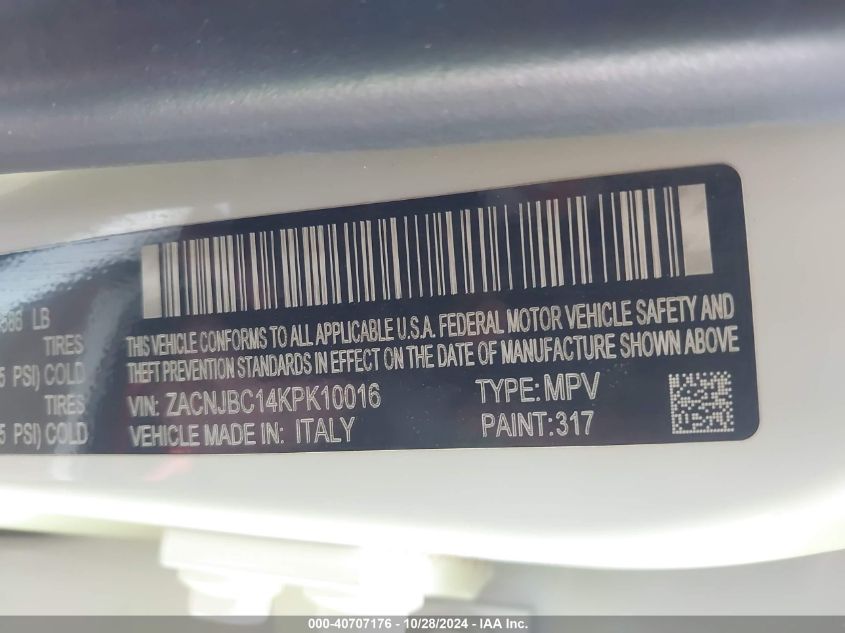 LB
TIRES
PSI) COLD
PSI) COLD
THIS VEHICLE CONFORMS TO ALL APPLICABLE U.S.A. FEDERAL MOTOR VEHICLE SAFETY AND
THEFT PREVENTION STANDARDS IN EFFECT ON THE DATE OF MANUFACTURE SHOWN ABOVE
VIN: ZACNJBC14KPK10016 TYPE: MPV
VEHICLE MADE IN: ITALY PAINT:317
000-40707176 - 10/28/2024 - IAA Inc.